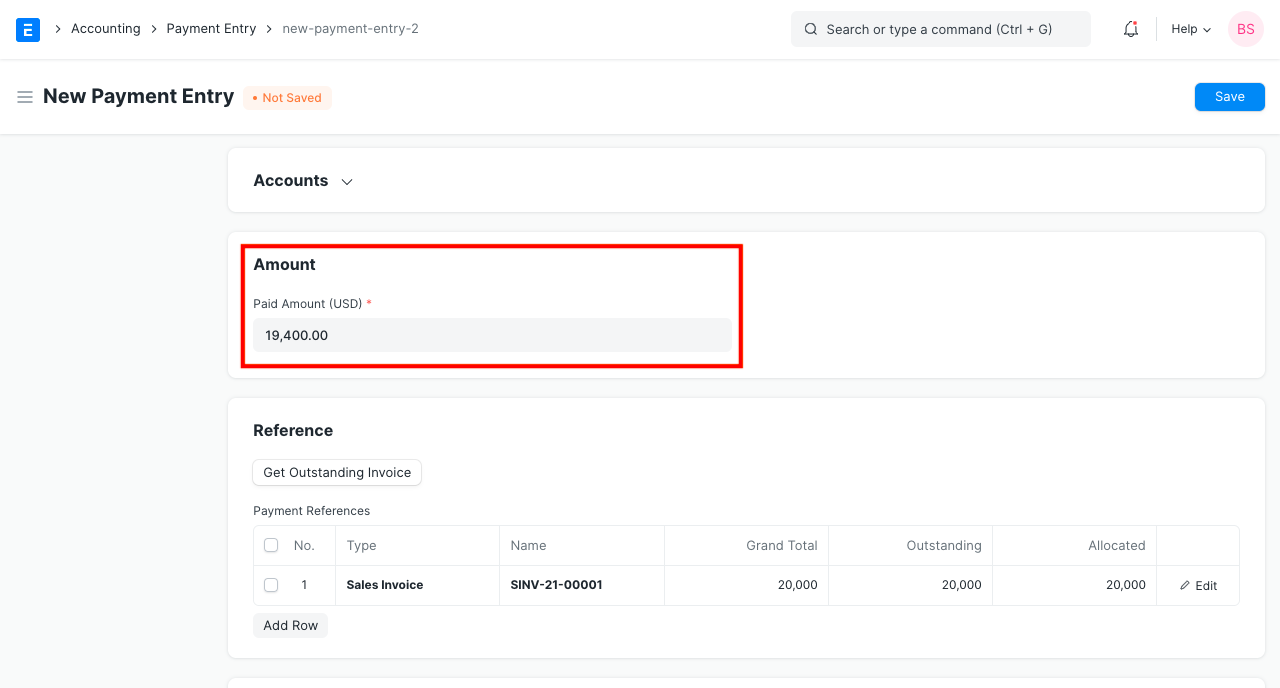 E Accounting Payment Entry new-payment-entry-2 Search or type a command (Ctrl + G) Help BS
New Payment Entry • Not Saved Save
Accounts
Amount
Paid Amount (USD) *
19,400.00
Reference
Get Outstanding Invoice
Payment References
No. Type Name Grand Total Outstanding Allocated
1 Sales Invoice SINV-21-00001 20,000 20,000 20,000 Edit
Add Row